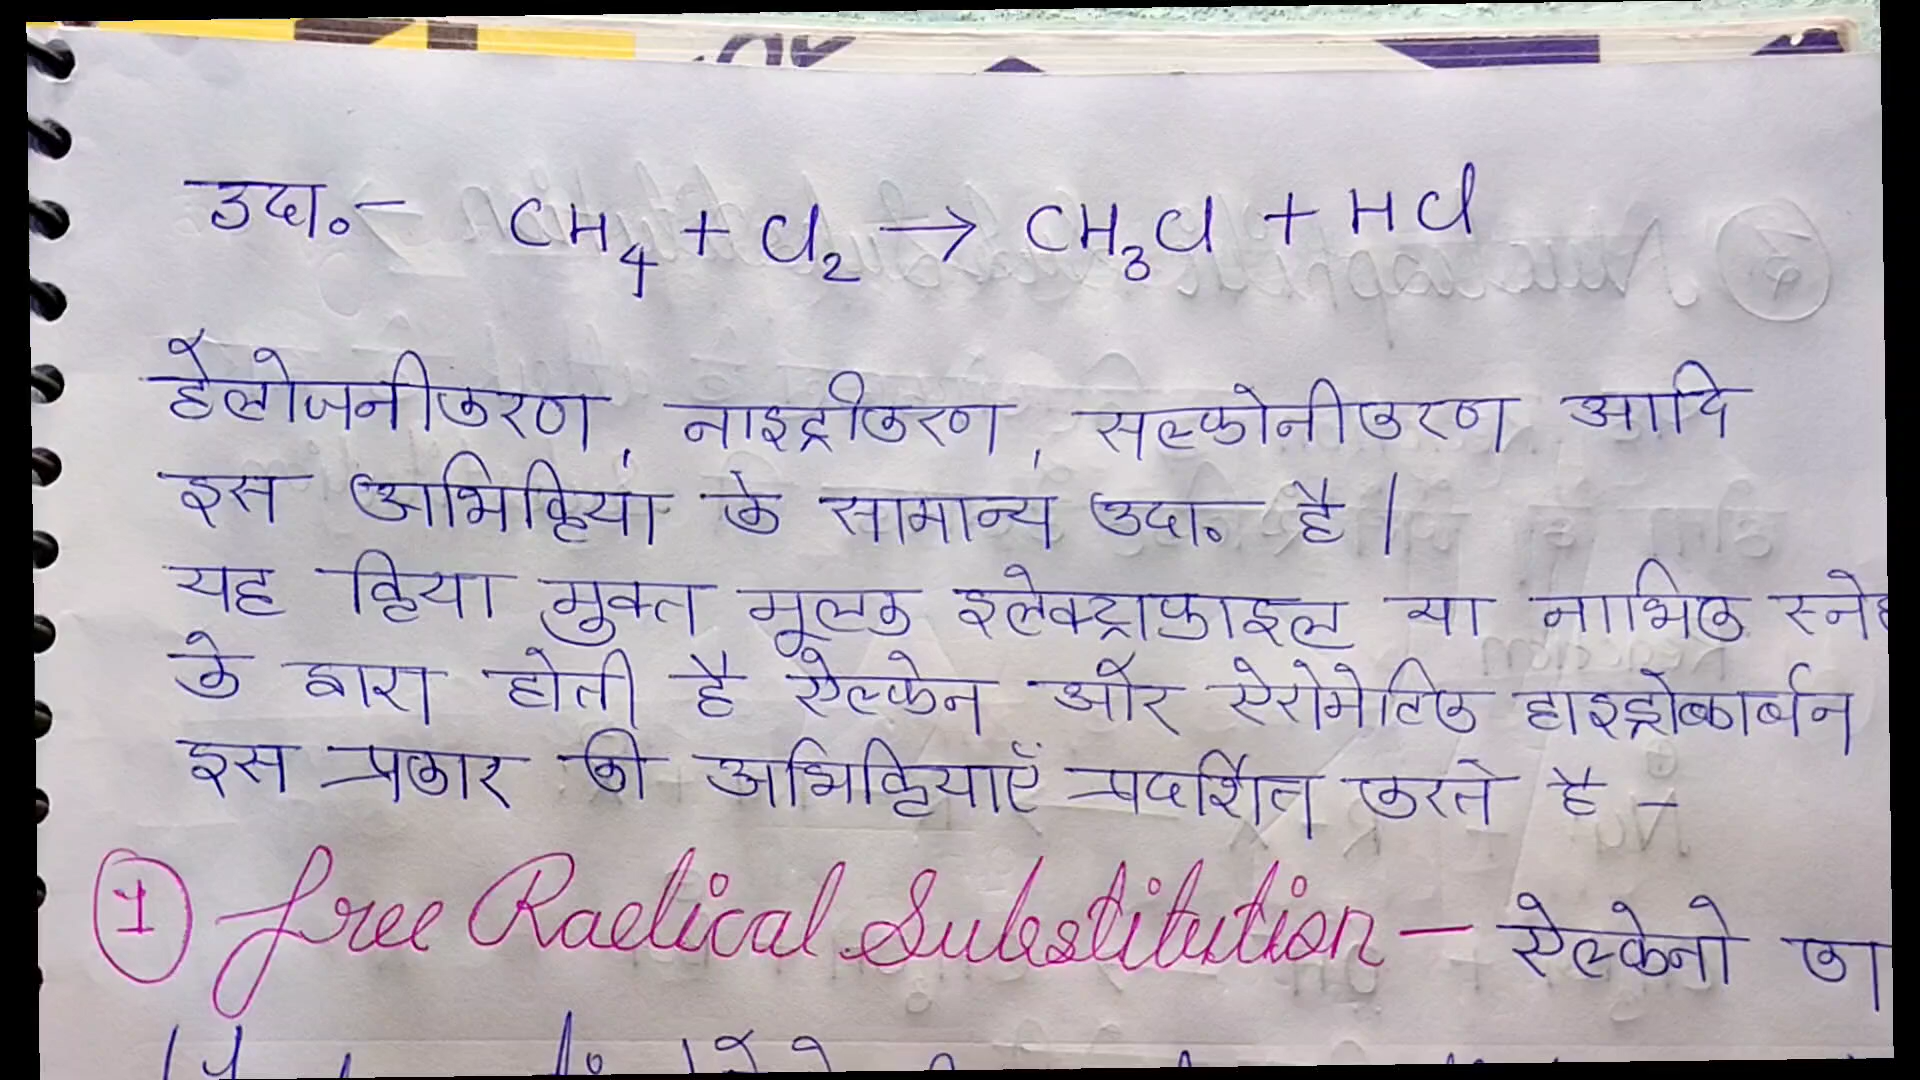 उदा०- CH₄ + Cl₂ → CH₃Cl + HCl
हैलोजनीकरण, नाइट्रीकरण, सल्फोनीकरण आदि
इस अभिक्रिया के सामान्य उदा० है |
यह क्रिया मुक्त मूलक इलेक्ट्राफाइल या नाभिक स्नेह
के द्वारा होती है ऐल्केन और ऐरोमेटिक हाइड्रोकार्बन
इस प्रकार की अभिक्रियाएँ प्रदर्शित करते है -
① free Radical Substitution — ऐल्केनो का